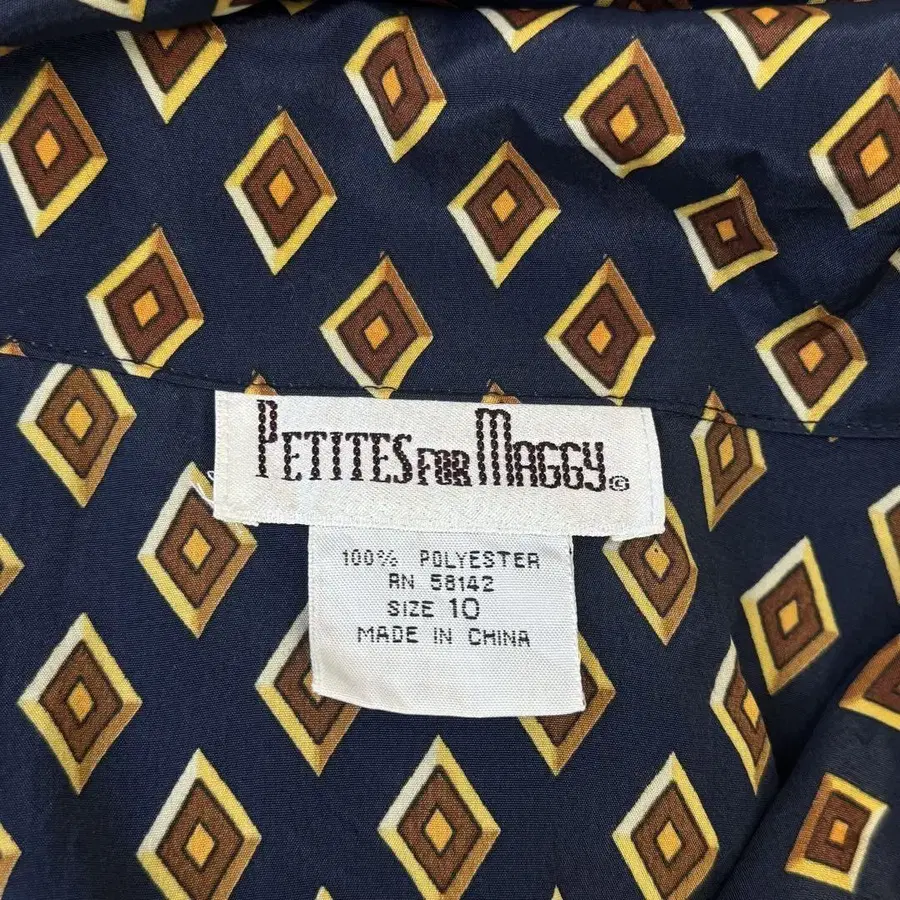 PETITES FOR MAGGY©
100% POLYESTER
RN 58142
SIZE 10
MADE IN CHINA